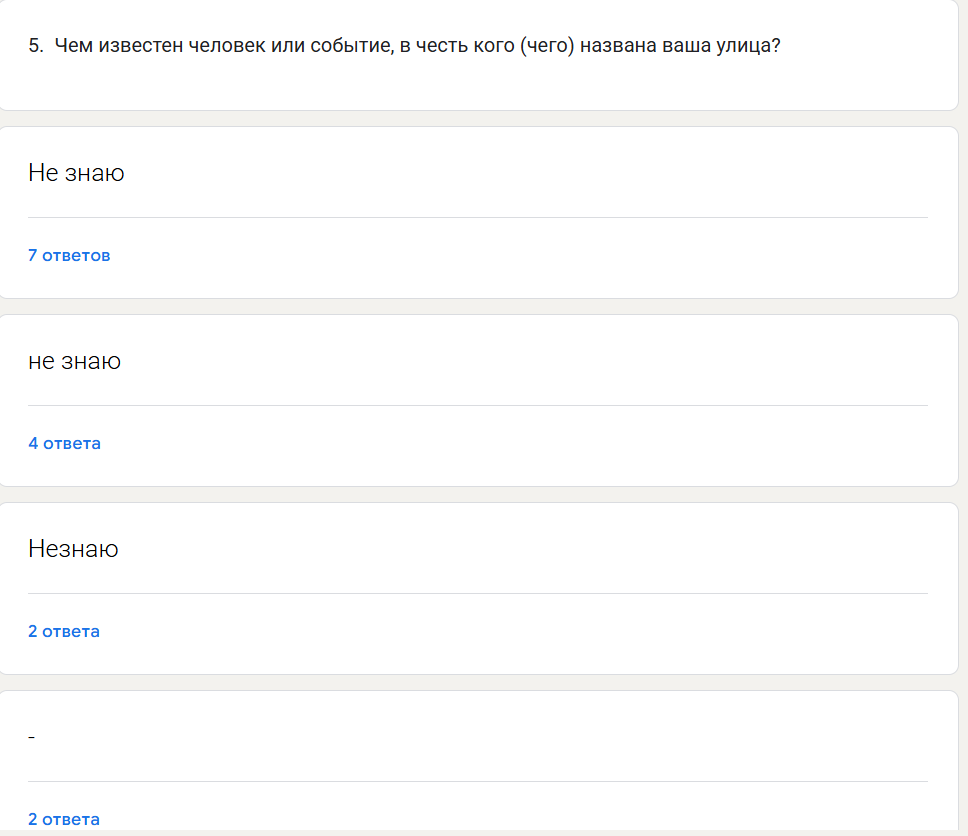 5. Чем известен человек или событие, в честь кого (чего) названа ваша улица?
Не знаю
7 ответов
не знаю
4 ответа
Незнаю
2 ответа
-
2 ответа